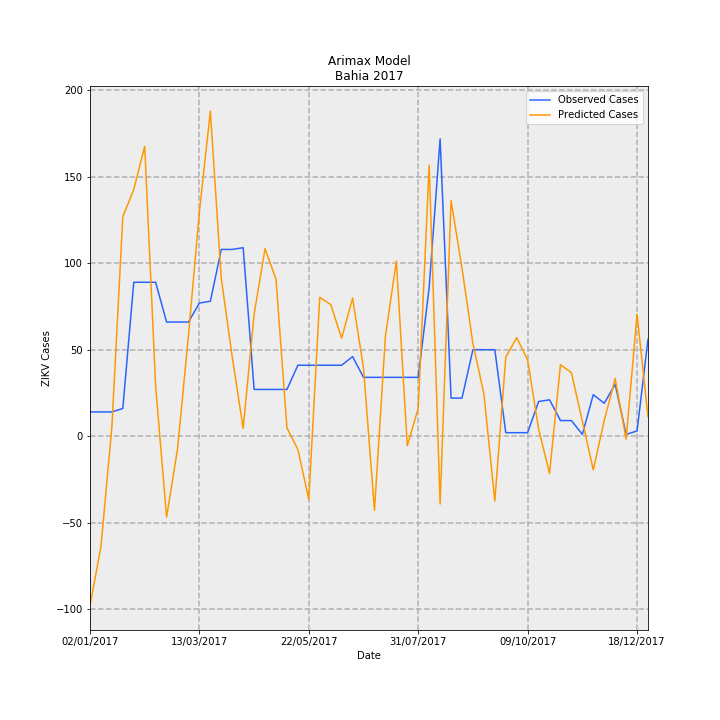 Arimax Model
Bahia 2017
Observed Cases
Predicted Cases
200
150
100
50
0
−50
−100
ZIKV Cases
02/01/2017 13/03/2017 22/05/2017 31/07/2017 09/10/2017 18/12/2017
Date